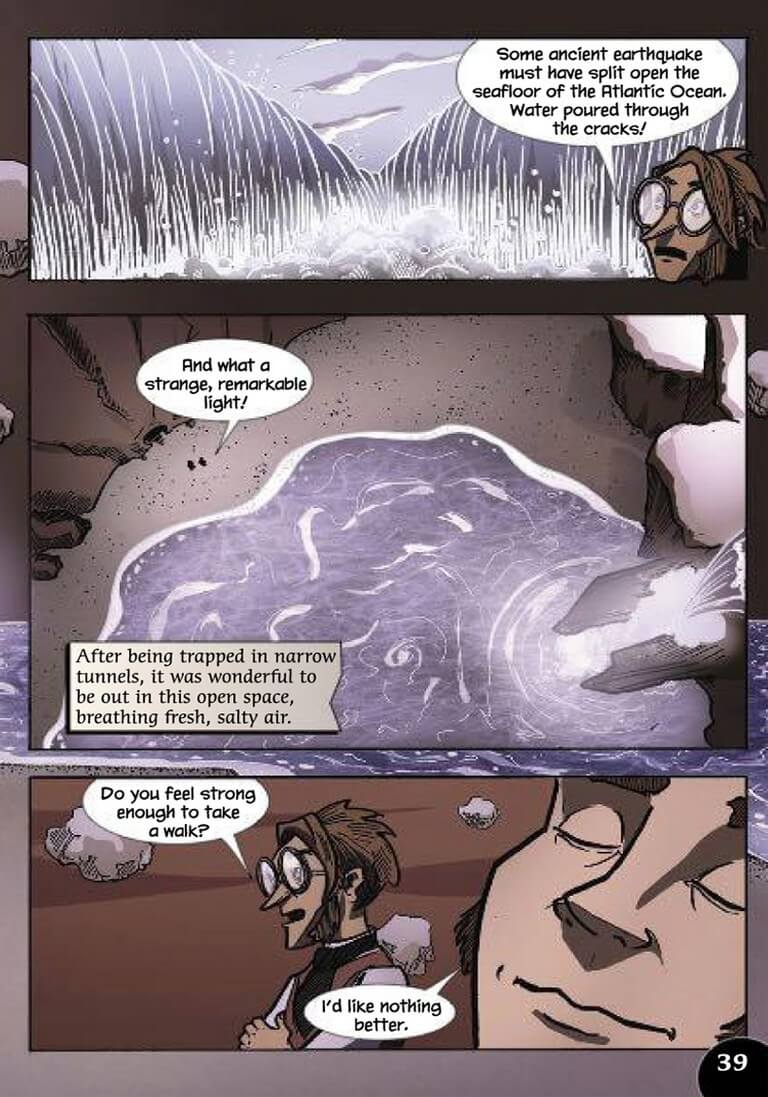 Some ancient earthquake
must have split open the
seafloor of the Atlantic Ocean.
Water poured through
the cracks!
And what a
strange, remarkable
light!
After being trapped in narrow
tunnels, it was wonderful to
be out in this open space,
breathing fresh, salty air.
Do you feel strong
enough to take
a walk?
I'd like nothing
better.
39